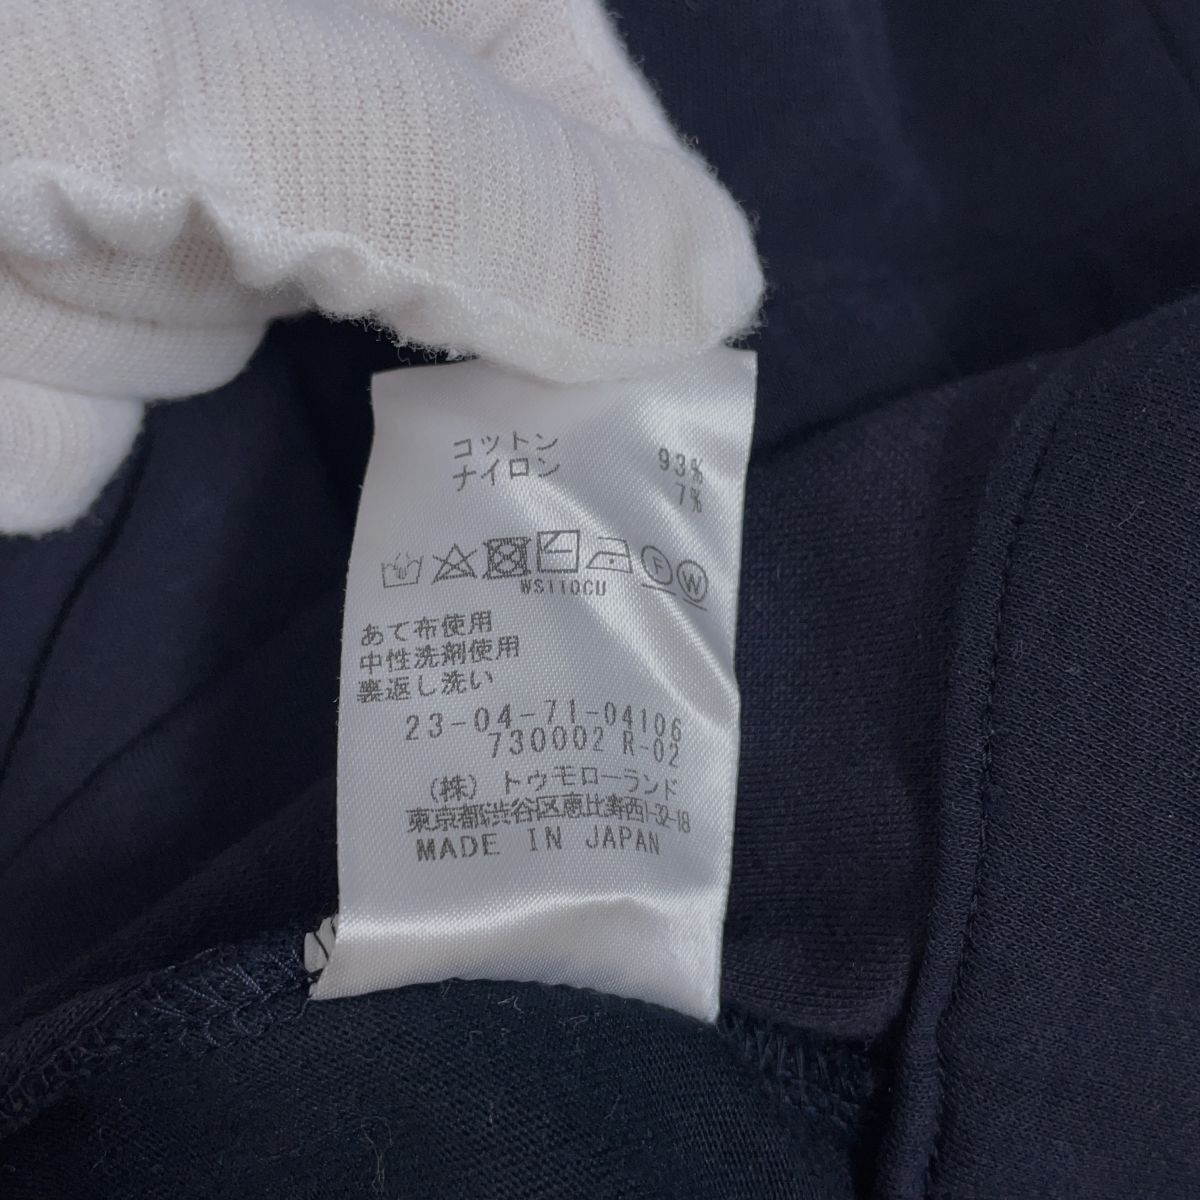 コットン 93%
ナイロン 7%
F W
WS110CU
あて布使用
中性洗剤使用
裏返し洗い
23-04-71-04106
730002 R-02
(株) トゥモローランド
東京都渋谷区恵比寿西1-32-18
MADE IN JAPAN